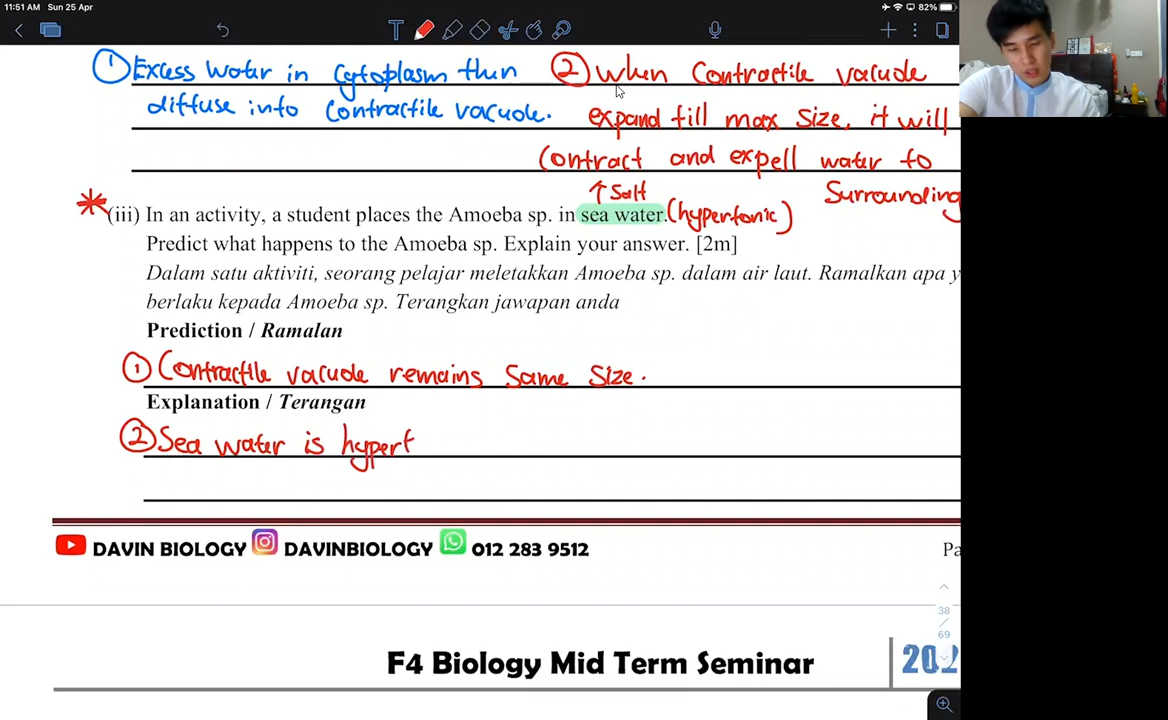 11:51 AM Sun 25 Apr
82%
① Excess water in cytoplasm then ② When Contractile vacuole
diffuse into contractile vacuole. expand fill max size, it will
contract and expell water to
↑ Salt Surrounding
(iii) In an activity, a student places the Amoeba sp. in sea water. (hypertonic)
Predict what happens to the Amoeba sp. Explain your answer. [2m]
Dalam satu aktiviti, seorang pelajar meletakkan Amoeba sp. dalam air laut. Ramalkan apa y
berlaku kepada Amoeba sp. Terangkan jawapan anda
Prediction / Ramalan
① Contractile vacuole remains same size.
Explanation / Terangan
② Sea water is hypert
DAVIN BIOLOGY DAVINBIOLOGY 012 283 9512
Pa
38
/
69
F4 Biology Mid Term Seminar
202